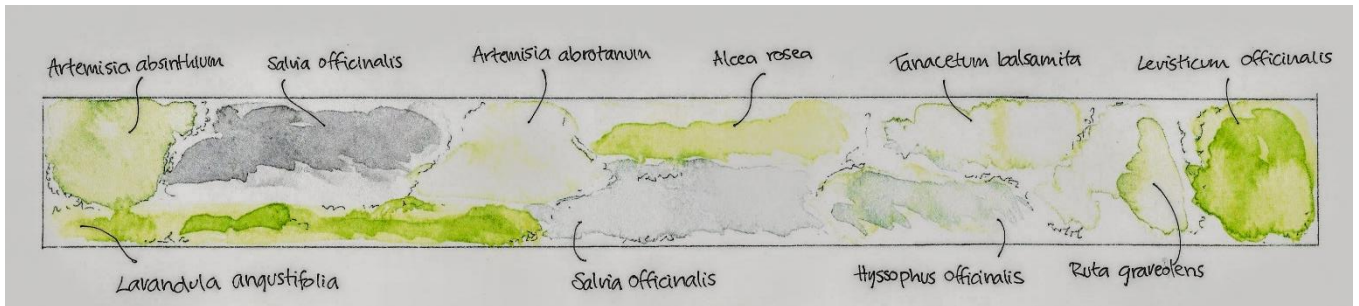 Artemisia absinthium
Salvia officinalis
Artemisia abrotanum
Alcea rosea
Tanacetum balsamita
Levisticum officinalis
Lavandula angustifolia
Salvia officinalis
Hyssophus officinalis
Ruta graveolens